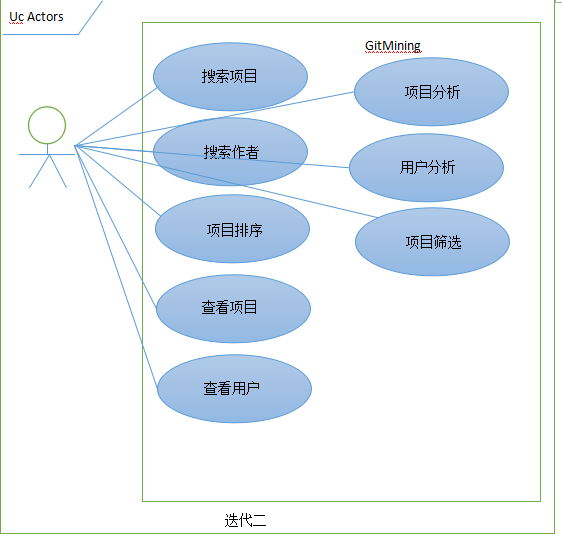 Uc Actors
GitMining
搜索项目
项目分析
搜索作者
用户分析
项目排序
项目筛选
查看项目
查看用户
迭代二